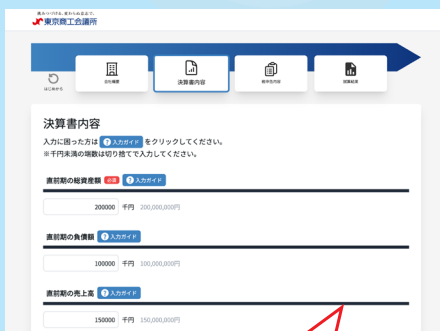 東京商工会議所
はじめから
会社概要
決算書内容
試算結果
決算書内容
入力に困った方は ? 入力ガイド をクリックしてください。
※千円未満の端数は切り捨てで入力してください。
直前期の総資産額 必須 ? 入力ガイド
200000 千円 200,000,000円
直前期の負債額 ? 入力ガイド
100000 千円 100,000,000円
直前期の売上高 ? 入力ガイド
150000 千円 150,000,000円